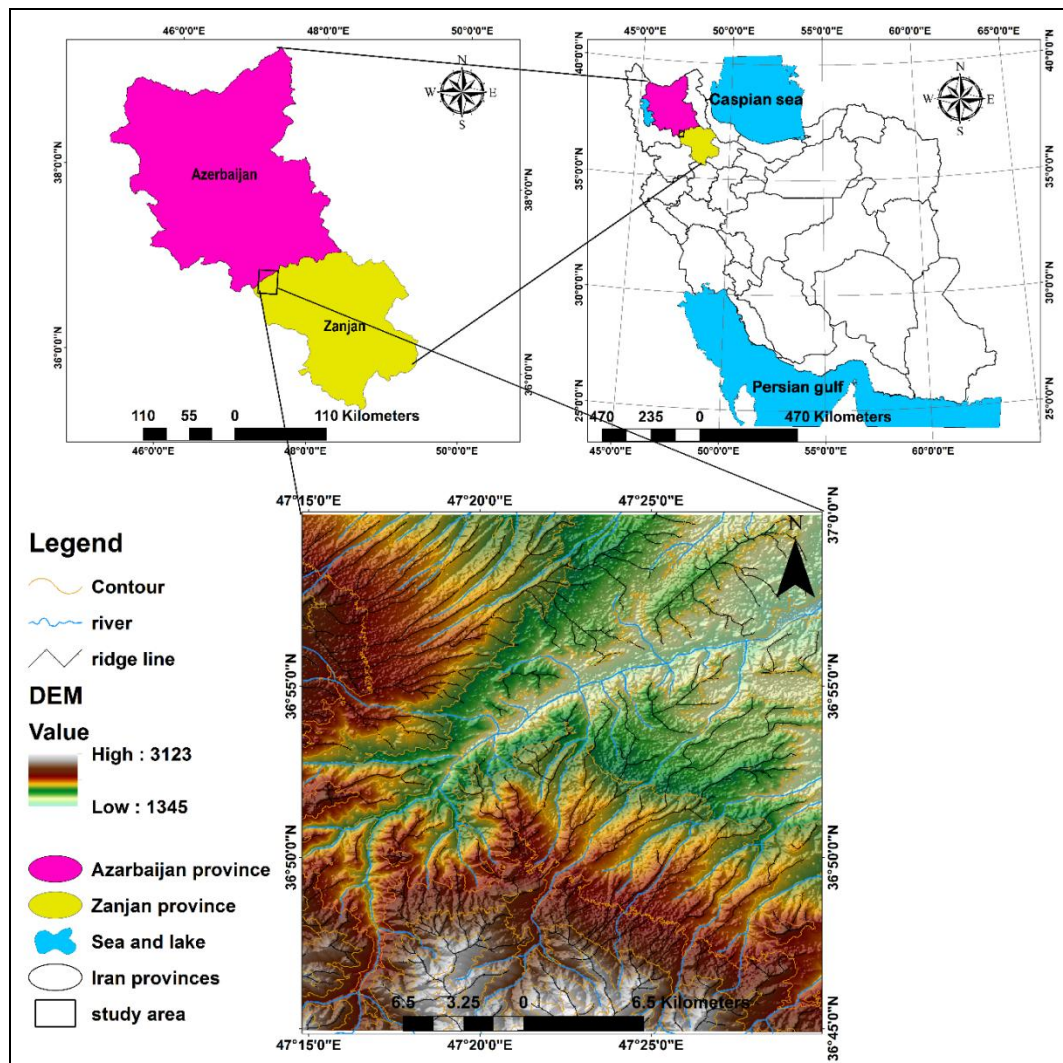 46°0'0"E 48°0'0"E 50°0'0"E
38°0'0"N
36°0'0"N
38°0'0"N
36°0'0"N
N
W E
S
Azerbaijan
Zanjan
110 55 0 110 Kilometers
46°0'0"E 48°0'0"E 50°0'0"E
45°0'0"E 50°0'0"E 55°0'0"E 60°0'0"E 65°0'0"E
40°0'0"N
35°0'0"N
30°0'0"N
25°0'0"N
40°0'0"N
35°0'0"N
30°0'0"N
25°0'0"N
N
W E
S
Caspian sea
Persian gulf
470 235 0 470 Kilometers
45°0'0"E 50°0'0"E 55°0'0"E 60°0'0"E
Legend
Contour
river
ridge line
DEM
Value
High : 3123
Low : 1345
Azarbaijan province
Zanjan province
Sea and lake
Iran provinces
study area
47°15'0"E 47°20'0"E 47°25'0"E
37°0'0"N
36°55'0"N
36°50'0"N
36°45'0"N
36°55'0"N
36°50'0"N
N
6.5 3.25 0 6.5 Kilometers
47°15'0"E 47°20'0"E 47°25'0"E